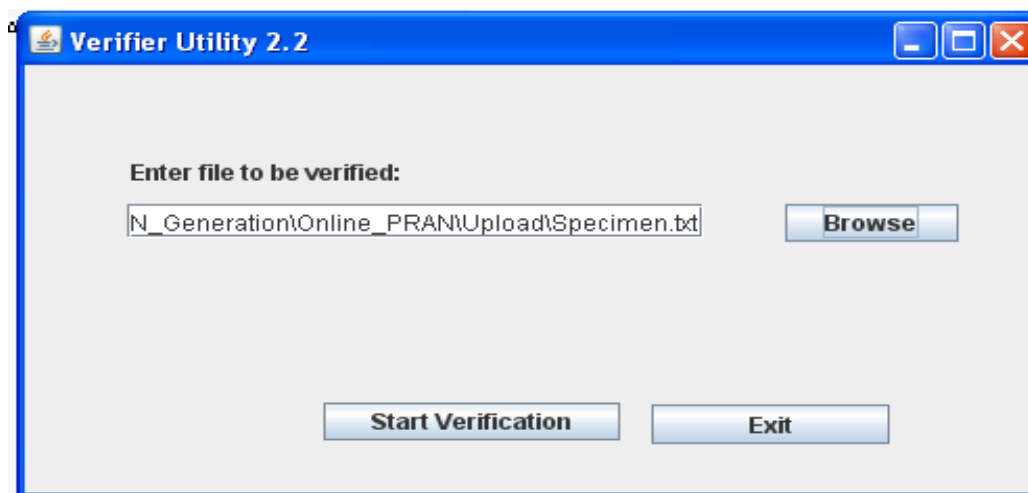 Verifier Utility 2.2
Enter file to be verified:
N_Generation\Online_PRAN\Upload\Specimen.txt
Browse
Start Verification
Exit